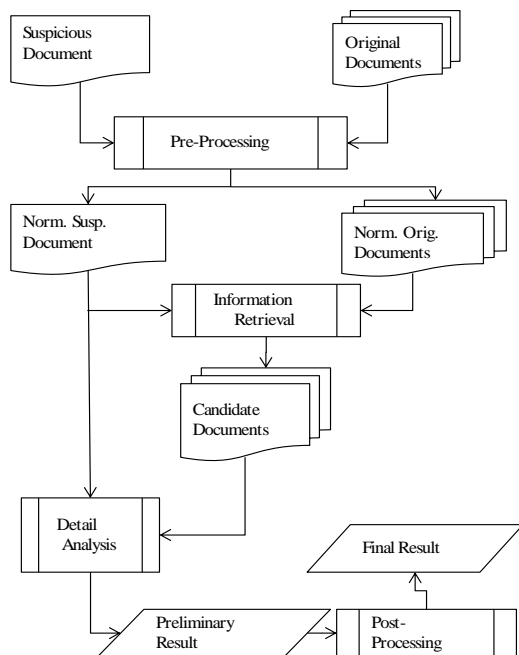 Suspicious
Document
Original
Documents
Pre-Processing
Norm. Susp.
Document
Norm. Orig.
Documents
Information
Retrieval
Candidate
Documents
Detail
Analysis
Final Result
Preliminary
Result
Post-
Processing